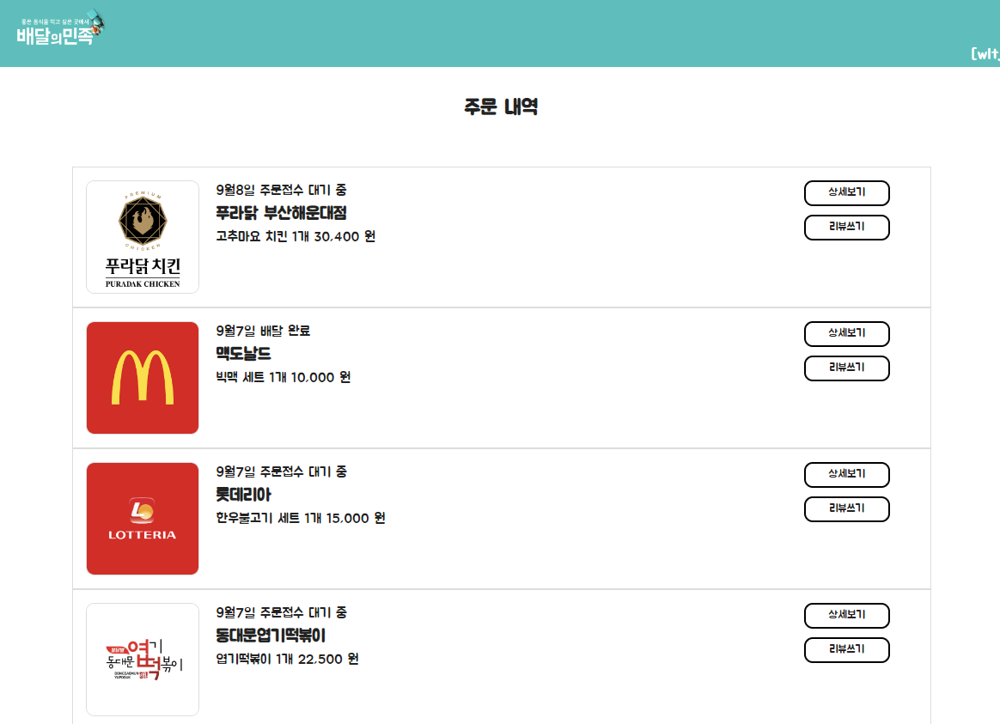 좋은 음식을 먹고 싶은 곳에서
배달의민족
[wlt
주문 내역
PREMIUM
CHICKEN
푸라닭 치킨
PURADAK CHICKEN
9월8일 주문접수 대기 중
푸라닭 부산해운대점
고추마요 치킨 1개 30,400 원
상세보기
리뷰쓰기
9월7일 배달 완료
맥도날드
빅맥 세트 1개 10,000 원
상세보기
리뷰쓰기
LOTTERIA
9월7일 주문접수 대기 중
롯데리아
한우불고기 세트 1개 15,000 원
상세보기
리뷰쓰기
불닭발
동대문 엽기
떡볶이
DONGDAEMUN
YUPDDUK
9월7일 주문접수 대기 중
동대문엽기떡볶이
엽기떡볶이 1개 22,500 원
상세보기
리뷰쓰기